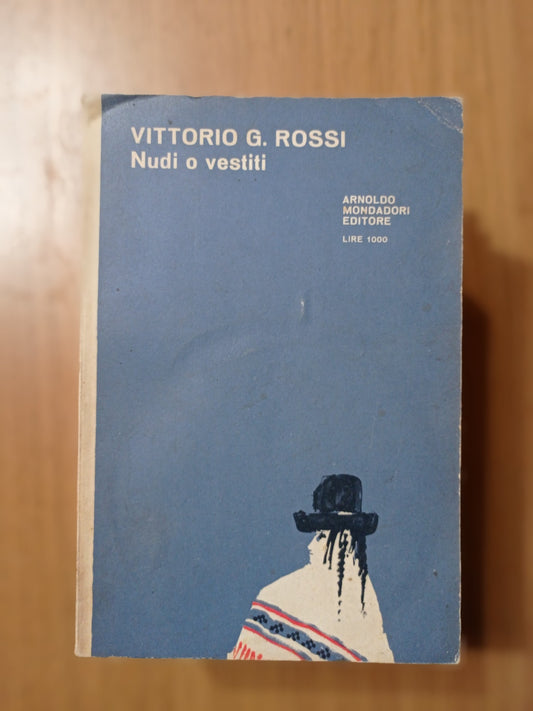 VITTORIO G. ROSSI
Nudi o vestiti
ARNOLDO
MONDADORI
EDITORE
LIRE 1000